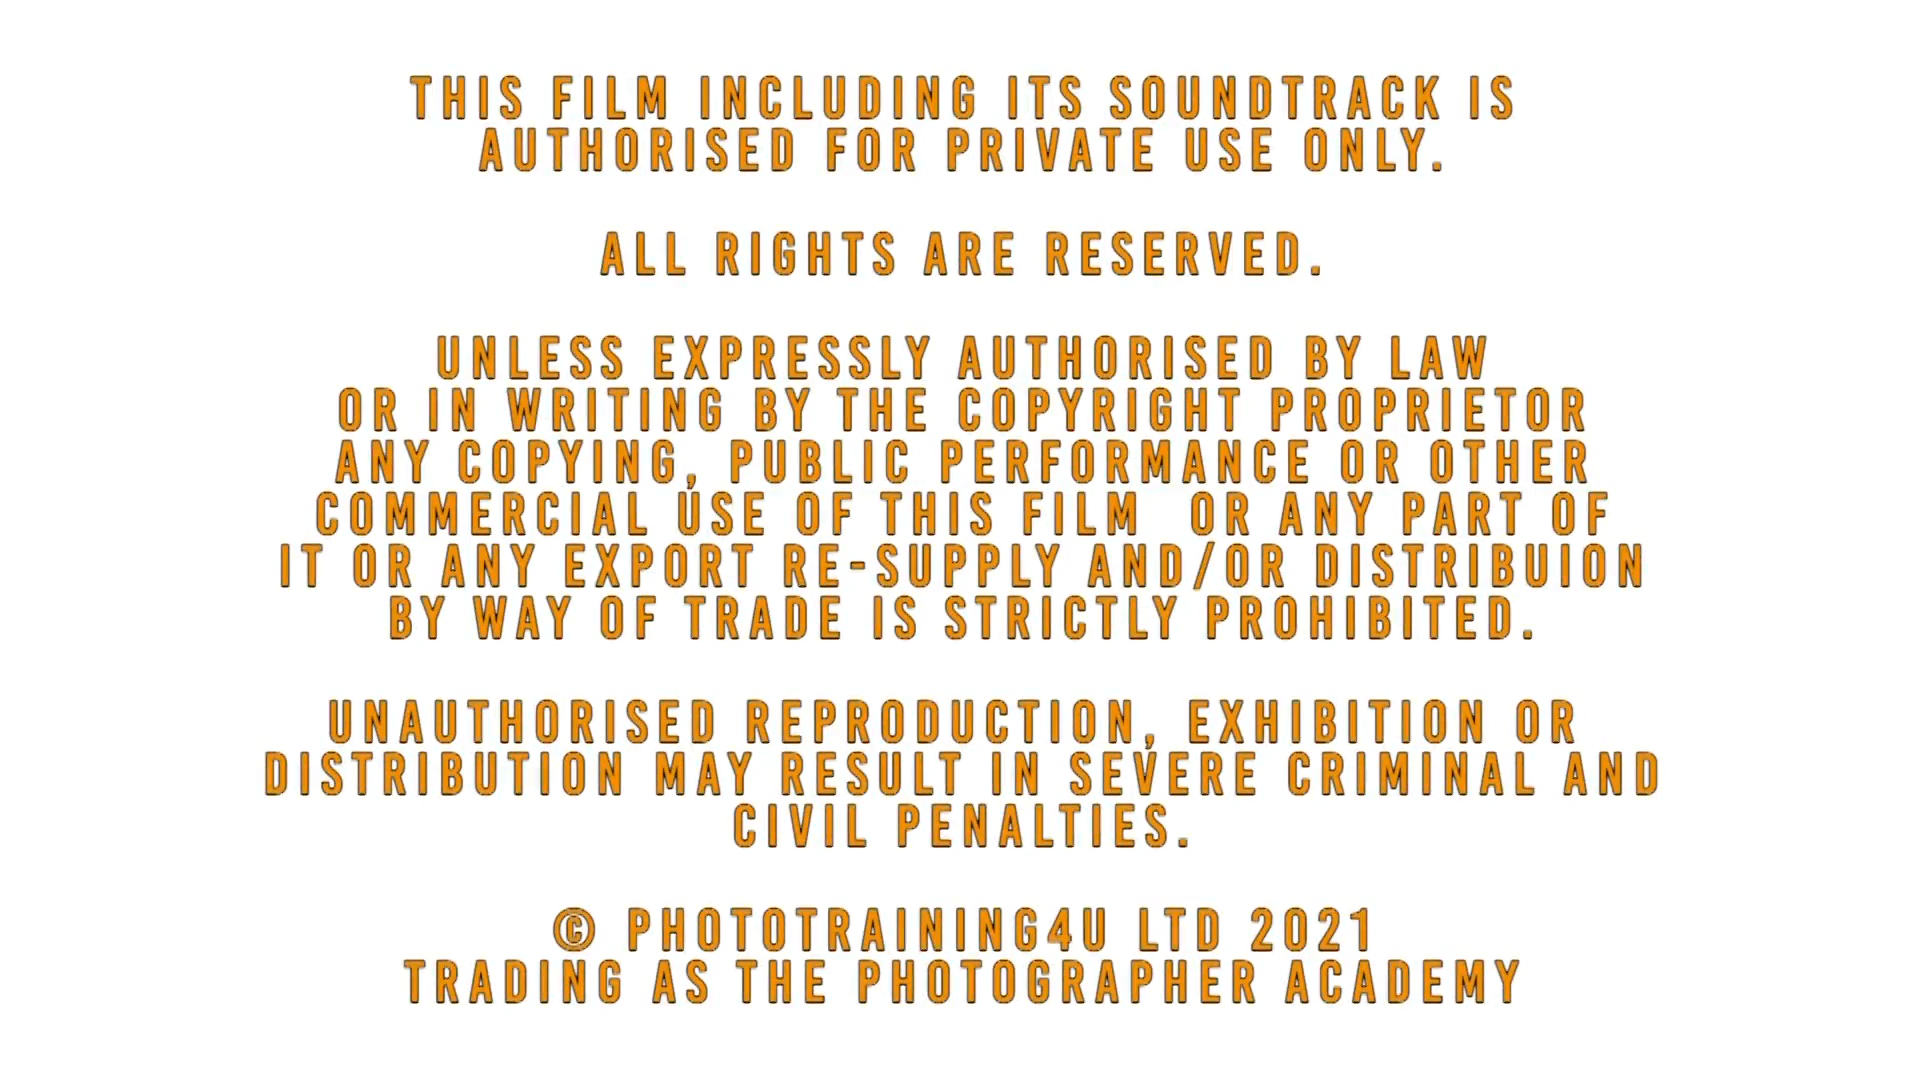 THIS FILM INCLUDING ITS SOUNDTRACK IS
AUTHORISED FOR PRIVATE USE ONLY.
ALL RIGHTS ARE RESERVED.
UNLESS EXPRESSLY AUTHORISED BY LAW
OR IN WRITING BY THE COPYRIGHT PROPRIETOR
ANY COPYING, PUBLIC PERFORMANCE OR OTHER
COMMERCIAL USE OF THIS FILM  OR ANY PART OF
IT OR ANY EXPORT RE-SUPPLY AND/OR DISTRIBUION
BY WAY OF TRADE IS STRICTLY PROHIBITED.
UNAUTHORISED REPRODUCTION, EXHIBITION OR
DISTRIBUTION MAY RESULT IN SEVERE CRIMINAL AND
CIVIL PENALTIES.
© PHOTOTRAINING4U LTD 2021
TRADING AS THE PHOTOGRAPHER ACADEMY